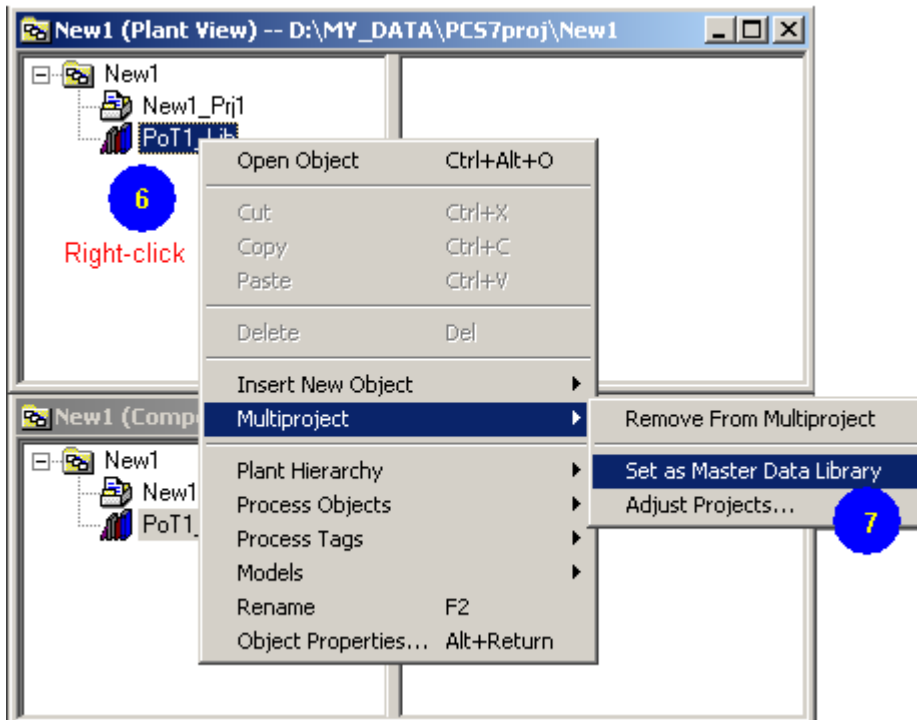 New1 (Plant View) -- D:\MY_DATA\PCS7proj\New1
New1
New1_Prj1
PoT1_Lib
6
Right-click
Open Object Ctrl+Alt+O
Cut Ctrl+X
Copy Ctrl+C
Paste Ctrl+V
Delete Del
Insert New Object
Multiproject
Remove From Multiproject
Set as Master Data Library
Adjust Projects...
7
Plant Hierarchy
Process Objects
Process Tags
Models
Rename F2
Object Properties... Alt+Return
New1 (Comp
New1
New1
PoT1_